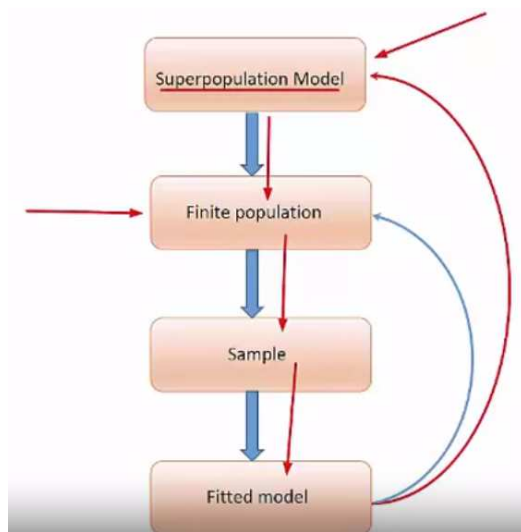 Superpopulation Model
Finite population
Sample
Fitted model